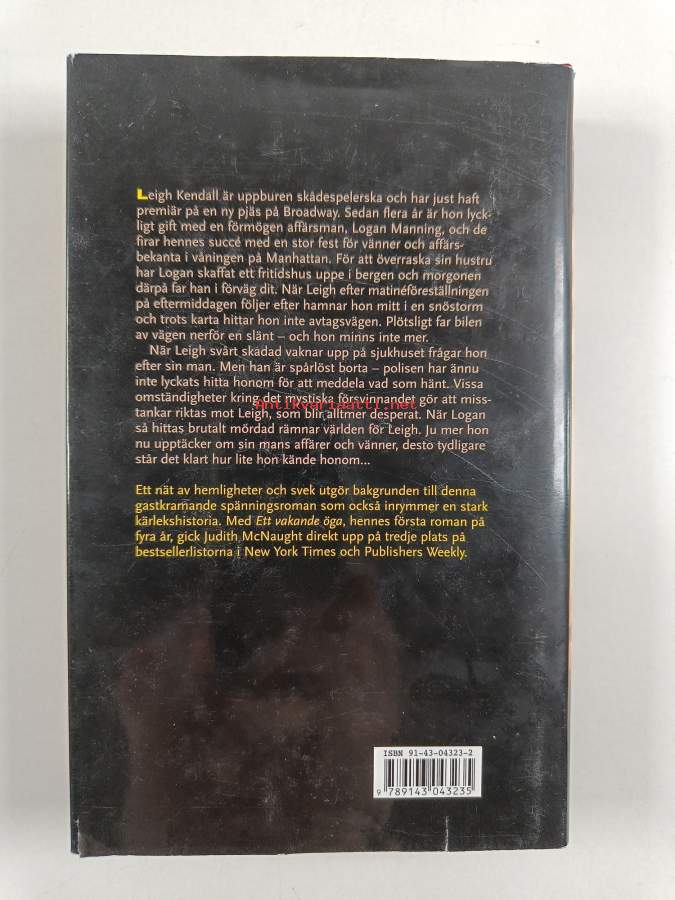 Leigh Kendall är uppburen skådespelerska och har just haft
premiär på en ny pjäs på Broadway. Sedan flera år är hon lyck-
ligt gift med en förmögen affärsman, Logan Manning, och de
firar hennes succé med en stor fest för vänner och affärs-
bekanta i våningen på Manhattan. För att överraska sin hustru
har Logan skaffat ett fritidshus uppe i bergen och morgonen
därpå far han i förväg dit. När Leigh efter matinéföreställningen
på eftermiddagen följer efter hamnar hon mitt i en snöstorm
och trots karta hittar hon inte avtagsvägen. Plötsligt far bilen
av vägen nerför en slänt – och hon minns inte mer.
När Leigh svårt skadad vaknar upp på sjukhuset frågar hon
efter sin man. Men han är spårlöst borta – polisen har ännu
inte lyckats hitta honom för att meddela vad som hänt. Vissa
omständigheter kring det mystiska försvinnandet gör att miss-
Antikvariaatti.net
tankar riktas mot Leigh, som blir alltmer desperat. När Logan
så hittas brutalt mördad rämnar världen för Leigh. Ju mer hon
nu upptäcker om sin mans affärer och vänner, desto tydligare
står det klart hur lite hon kände honom...
Ett nät av hemligheter och svek utgör bakgrunden till denna
gastkramande spänningsroman som också inrymmer en stark
kärlekshistoria. Med Ett vakande öga, hennes första roman på
fyra år, gick Judith McNaught direkt upp på tredje plats på
bestsellerlistorna i New York Times och Publishers Weekly.
ISBN 91-43-04323-2
9 789143 043235